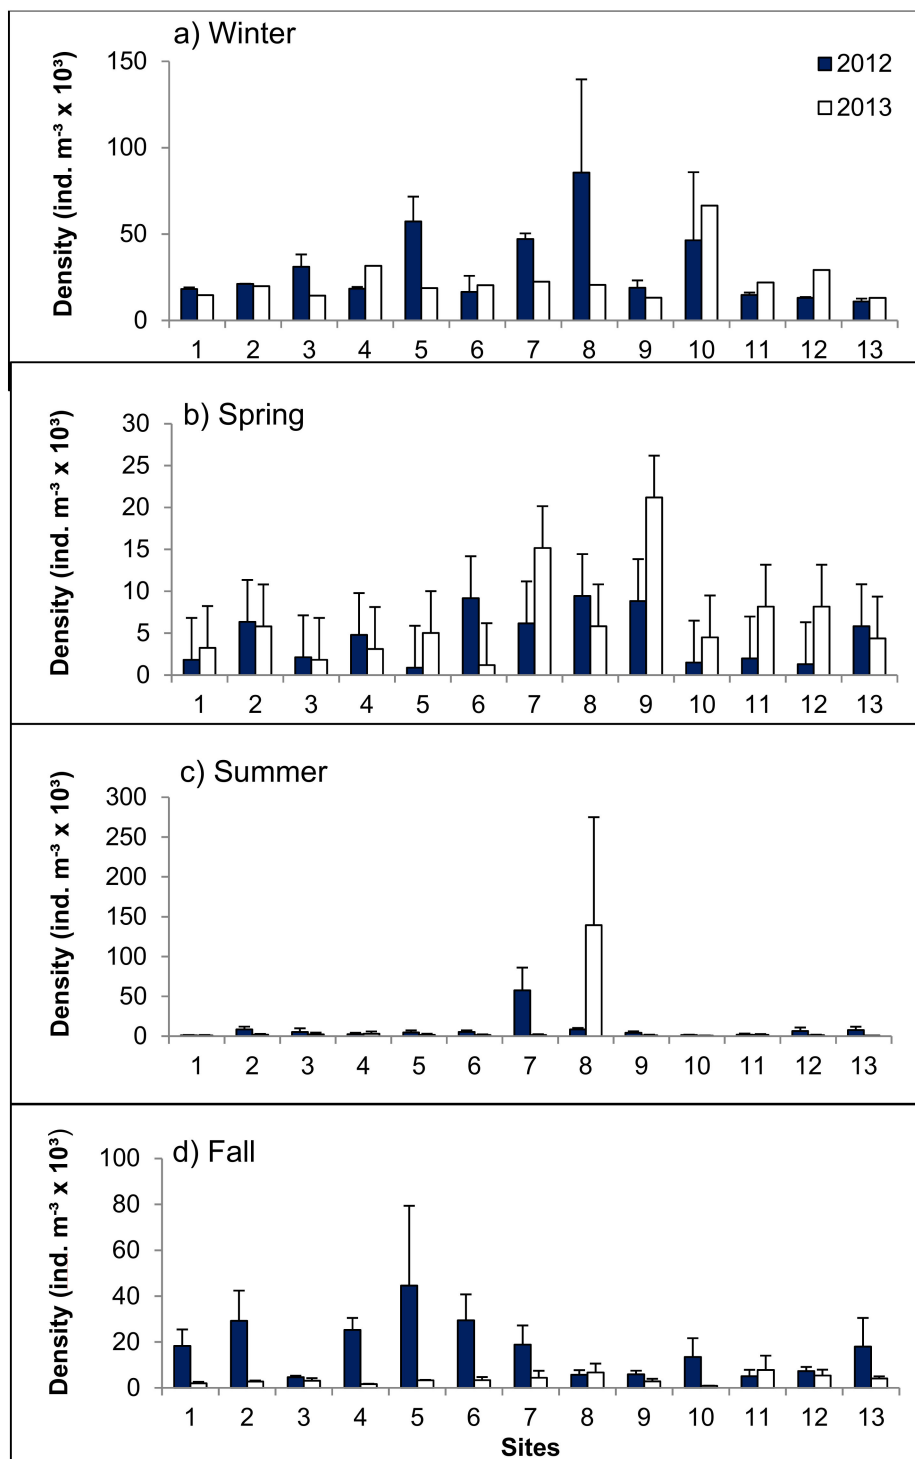 a) Winter
Density (ind. m⁻³ x 10³)
150
100
50
0
2012
2013
1 2 3 4 5 6 7 8 9 10 11 12 13
b) Spring
Density (ind. m⁻³ x 10³)
30
25
20
15
10
5
0
1 2 3 4 5 6 7 8 9 10 11 12 13
c) Summer
Density (ind. m⁻³ x 10³)
300
250
200
150
100
50
0
1 2 3 4 5 6 7 8 9 10 11 12 13
d) Fall
Density (ind. m⁻³ x 10³)
100
80
60
40
20
0
1 2 3 4 5 6 7 8 9 10 11 12 13
Sites